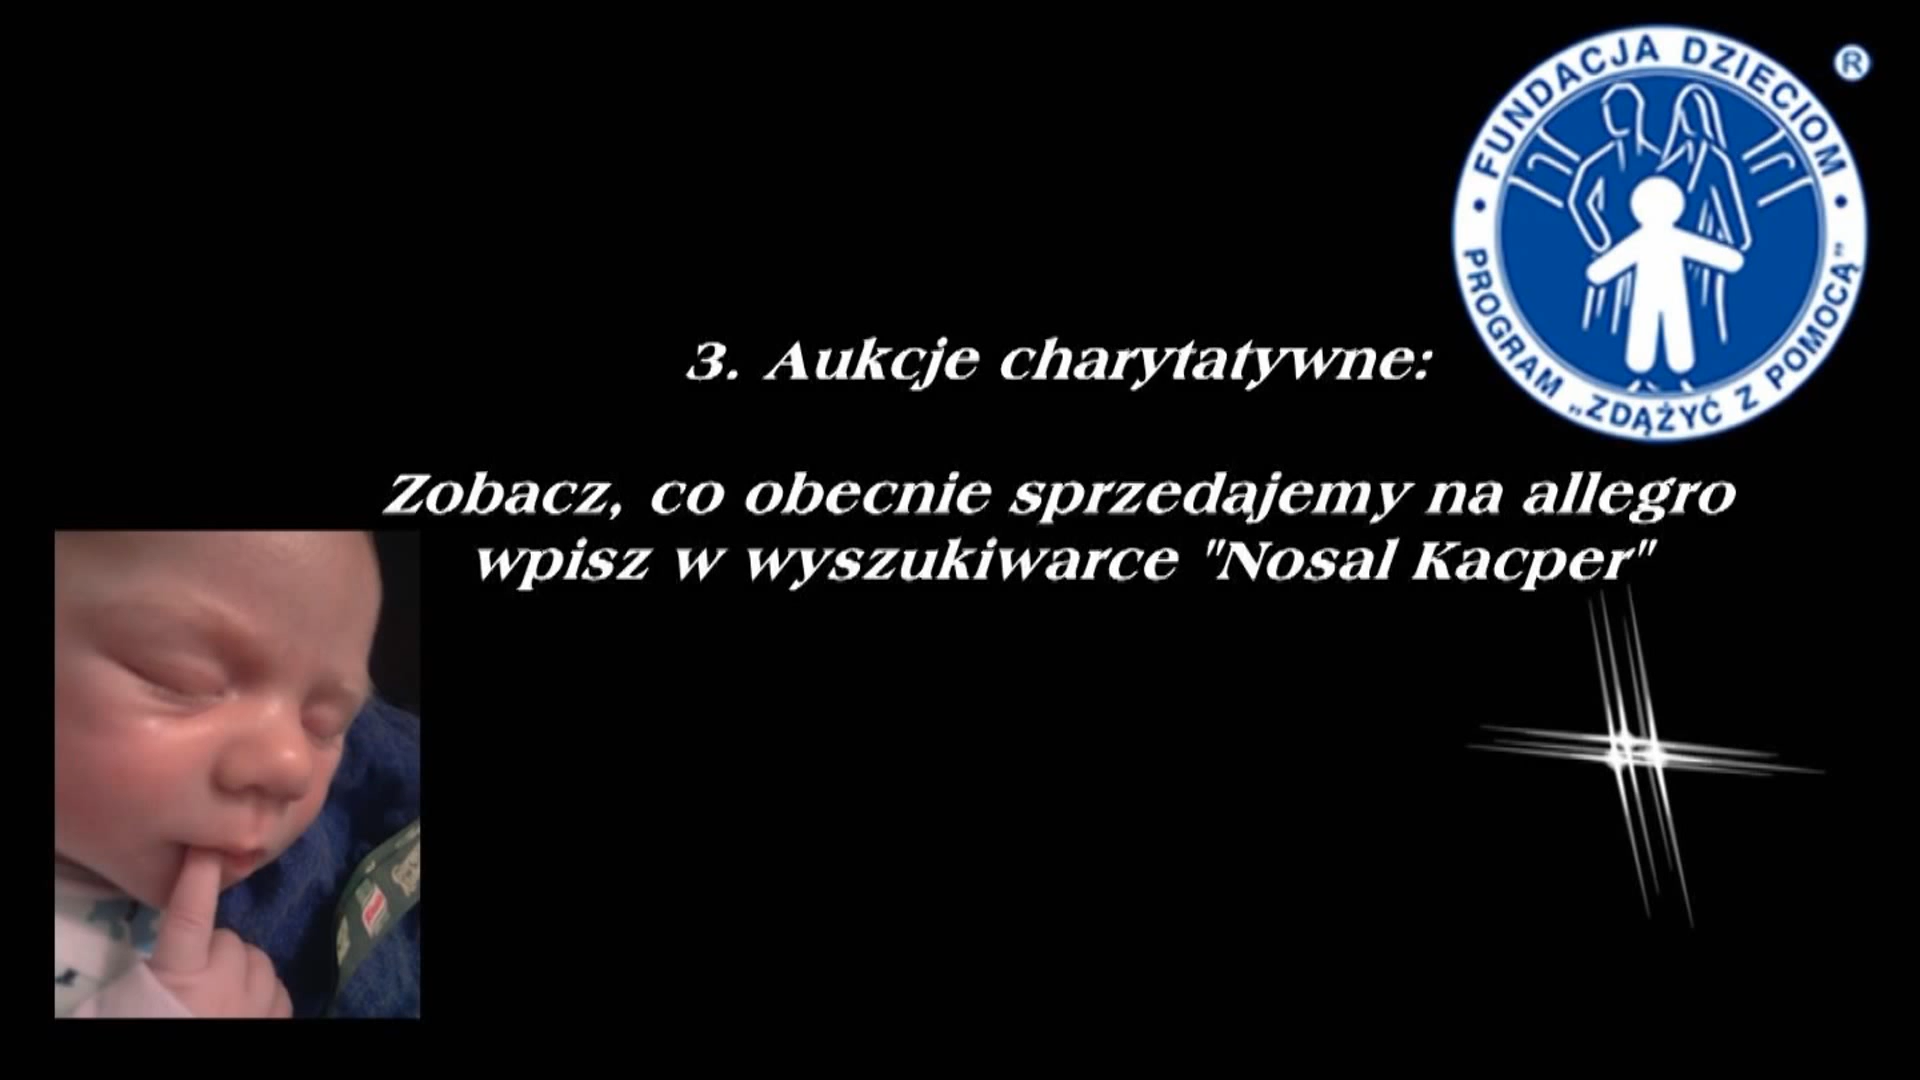 FUNDACJA DZIECIOM
®
• PROGRAM „ZDĄŻYĆ Z POMOCĄ” •
3. Aukcje charytatywne:
Zobacz, co obecnie sprzedajemy na allegro
wpisz w wyszukiwarce "Nosal Kacper"